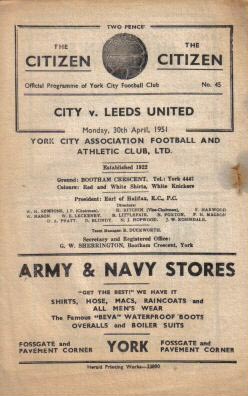 TWO PENCE
THE CITIZEN THE CITIZEN
Official Programme of York City Football Club No. 45
CITY v. LEEDS UNITED
Monday, 30th April, 1951
YORK CITY ASSOCIATION FOOTBALL AND
ATHLETIC CLUB, LTD.
Established 1922
Ground: BOOTHAM CRESCENT, Tel.: York 4447
Colours: Red and White Shirts, White Knickers
President: Earl of Halifax, K.G., P.C.
Directors:
Team Manager: R. DUCKWORTH.
Secretary and Registered Office:
G. W. SHERRINGTON, Bootham Crescent, York
ARMY & NAVY STORES
"GET THE BEST!" WE HAVE IT
SHIRTS, HOSE, MACS, RAINCOATS and
ALL MEN'S WEAR
The Famous "BEVA" WATERPROOF BOOTS
OVERALLS and BOILER SUITS
FOSSGATE and PAVEMENT CORNER YORK FOSSGATE and PAVEMENT CORNER
Herald Printing Works